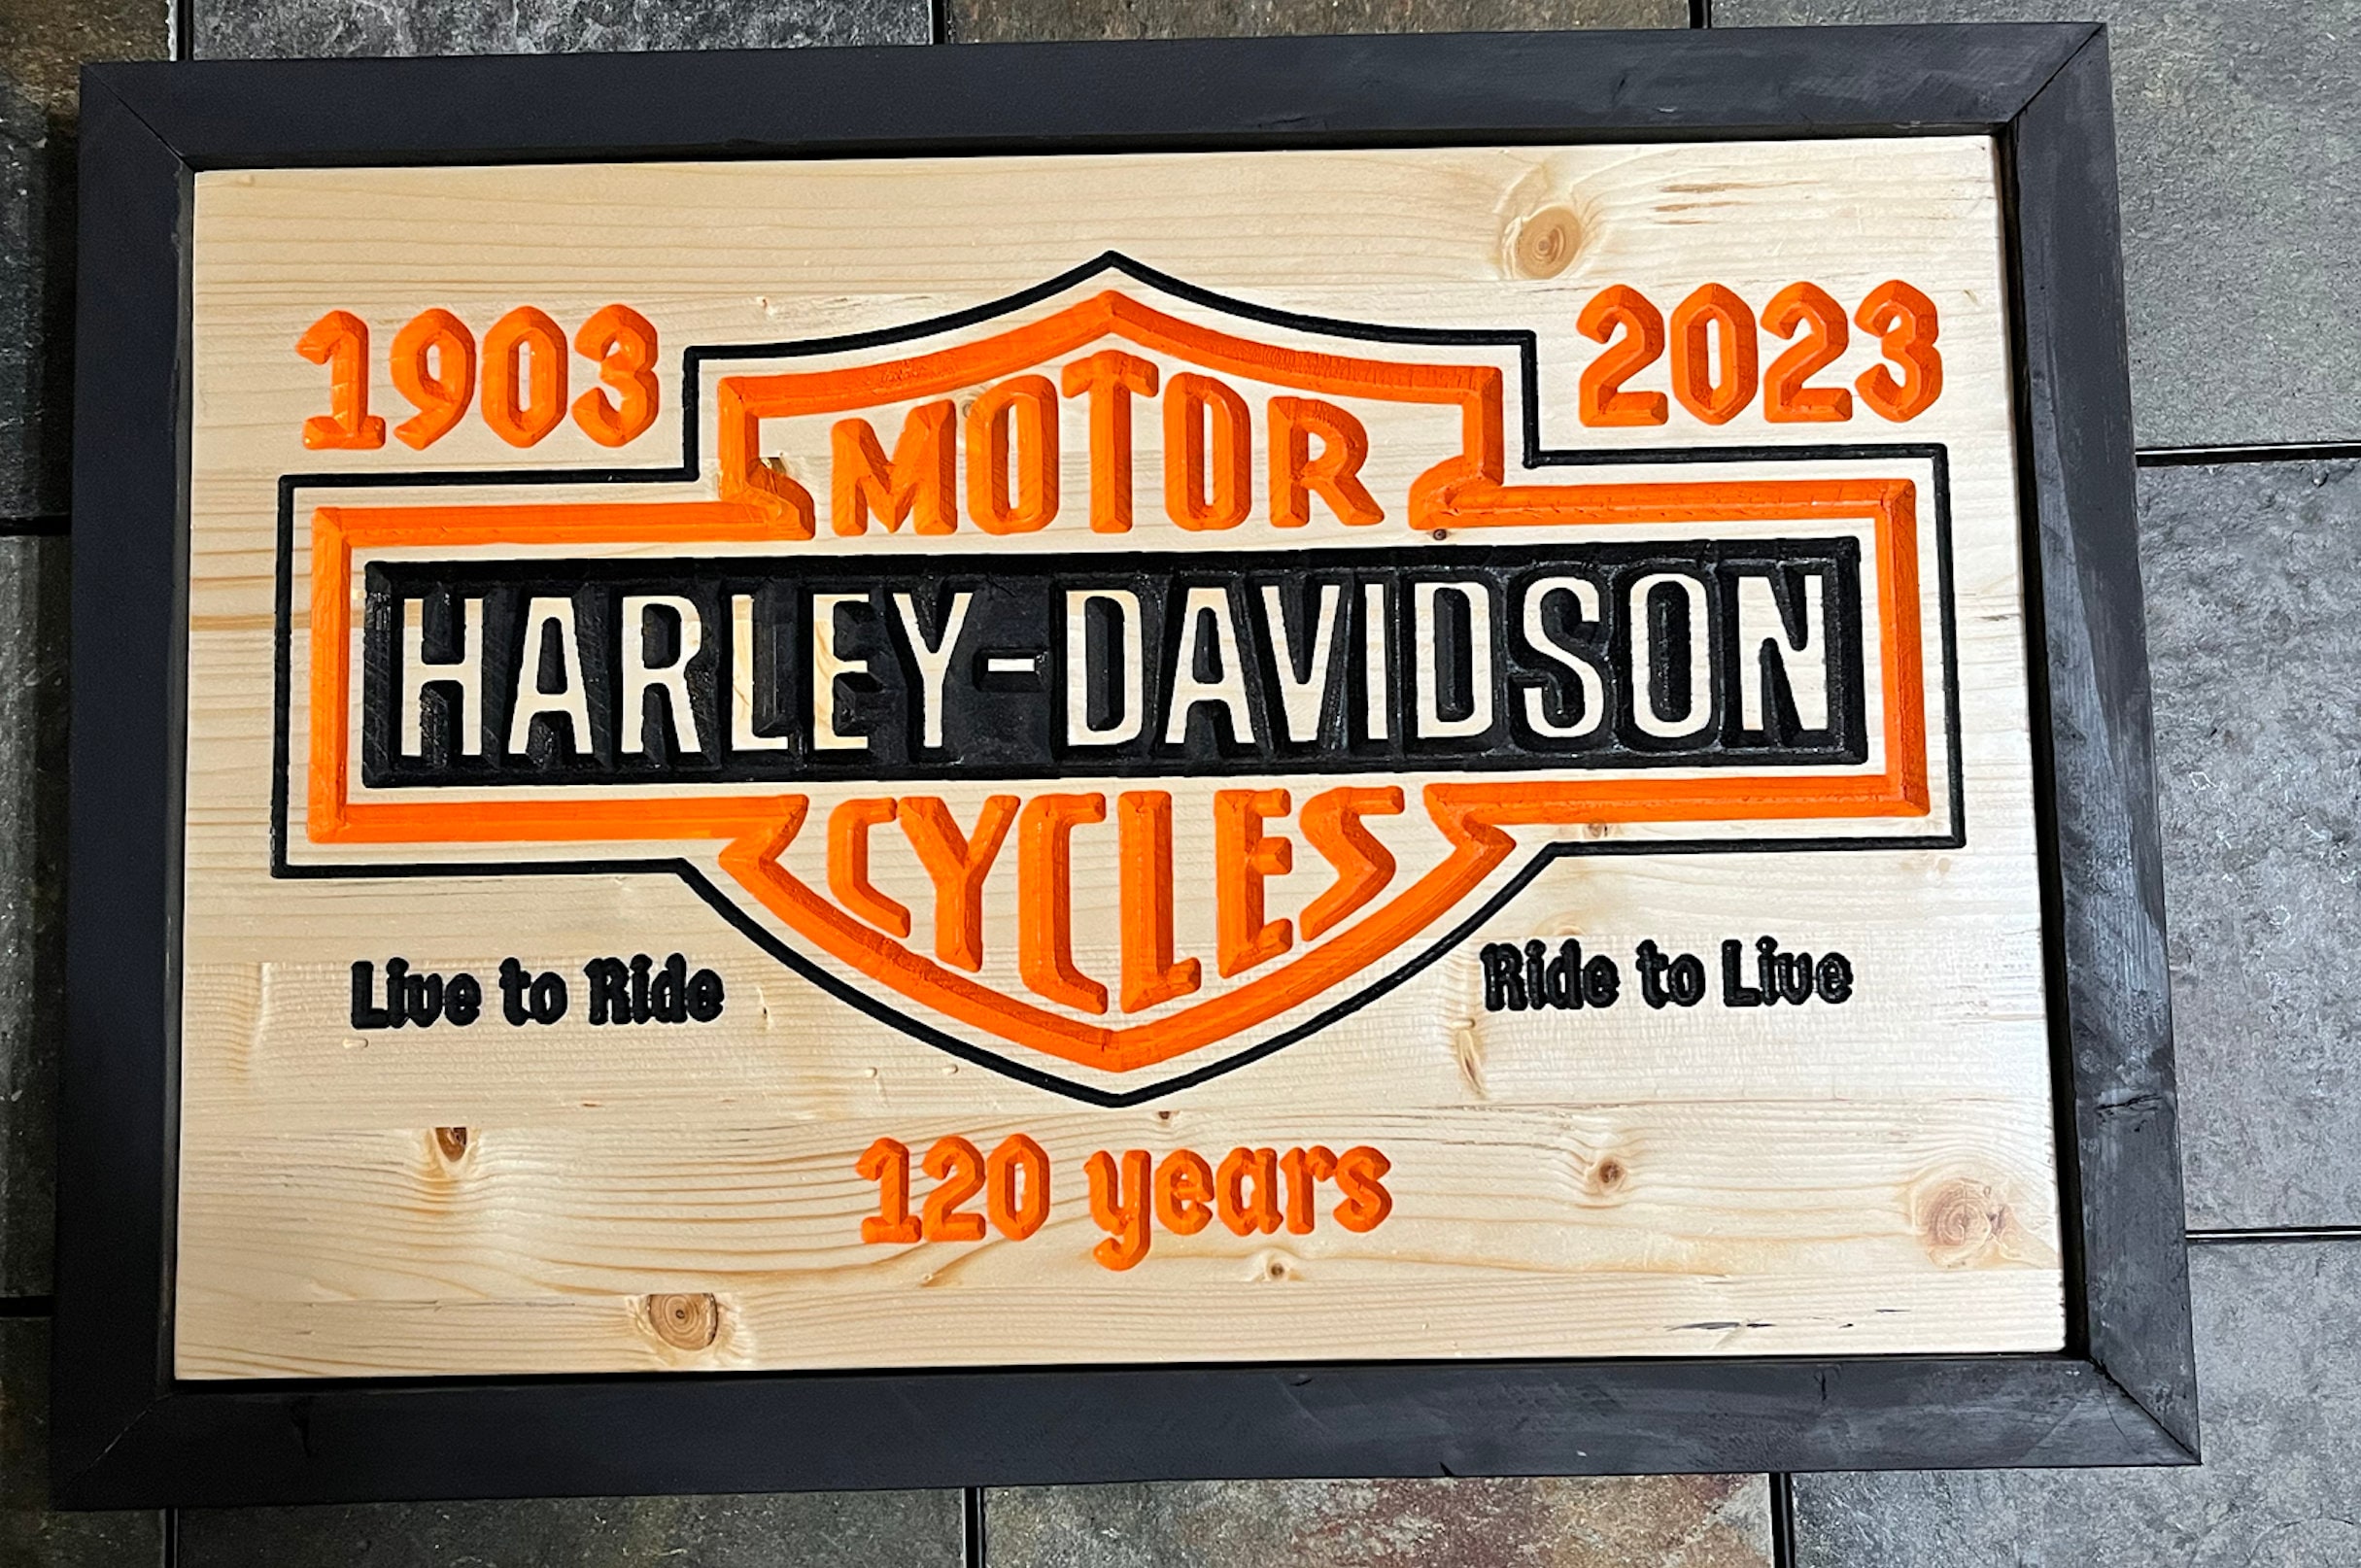 1903 2023
MOTOR
HARLEY-DAVIDSON
CYCLES
Live to Ride Ride to Live
120 years